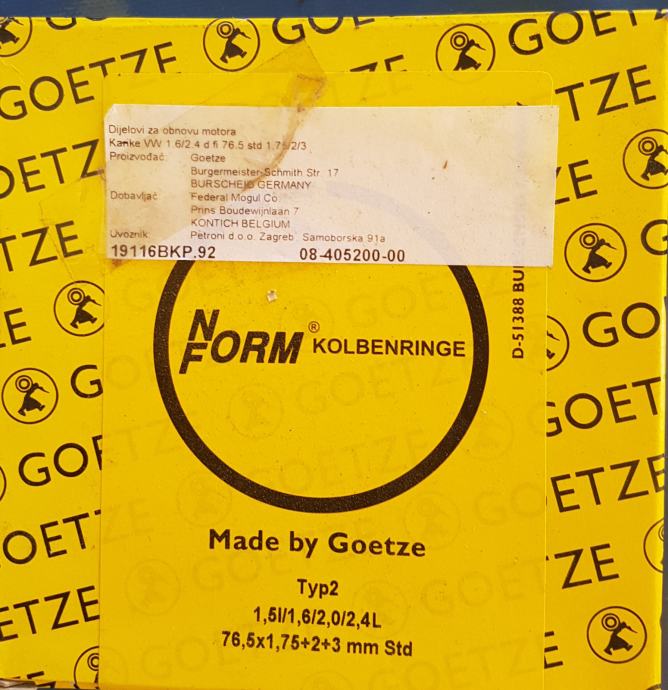 Dijelovi za obnovu motora
Karike VW 1.6/2.4 d fi 76.5 std 1.75/2/3
Proizvođač: Goetze
Burgermeister-Schmith Str. 17
BURSCHEID GERMANY
Dobavljač: Federal Mogul Co.
Prins Boudewijnlaan 7
KONTICH BELGIUM
Uvoznik: Petroni d.o.o. Zagreb, Samoborska 91a
19116BKP.92 08-405200-00
NFORM® KOLBENRINGE
D-51388 BU
Made by Goetze
Typ2
1,5l/1,6/2,0/2,4L
76,5x1,75+2+3 mm Std
GOETZE
GOETZE
GOETZE
GOETZE
GOETZE